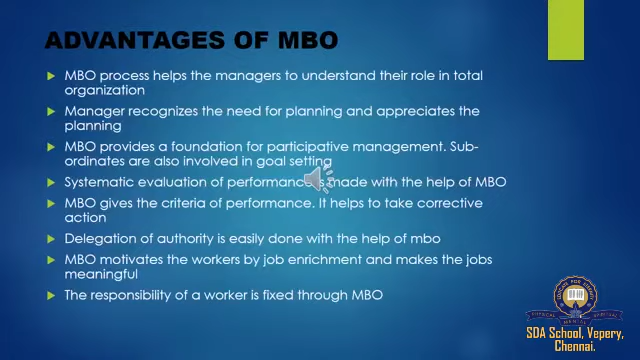 ADVANTAGES OF MBO
MBO process helps the managers to understand their role in total
organization
Manager recognizes the need for planning and appreciates the
planning
MBO provides a foundation for participative management. Sub-
ordinates are also involved in goal setting
Systematic evaluation of performance is made with the help of MBO
MBO gives the criteria of performance. It helps to take corrective
action
Delegation of authority is easily done with the help of mbo
MBO motivates the workers by job enrichment and makes the jobs
meaningful
The responsibility of a worker is fixed through MBO
PHYSICAL MENTAL SPIRITUAL
SDA School, Vepery,
Chennai.